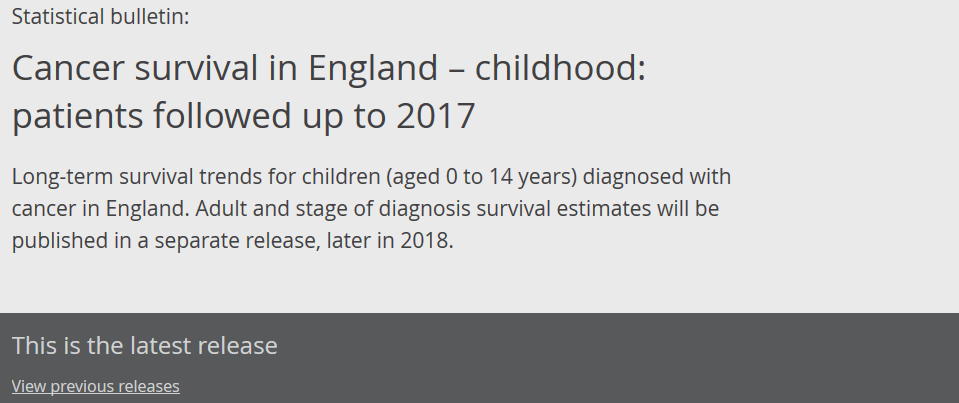 Statistical bulletin:
Cancer survival in England – childhood:
patients followed up to 2017
Long-term survival trends for children (aged 0 to 14 years) diagnosed with
cancer in England. Adult and stage of diagnosis survival estimates will be
published in a separate release, later in 2018.
This is the latest release
View previous releases